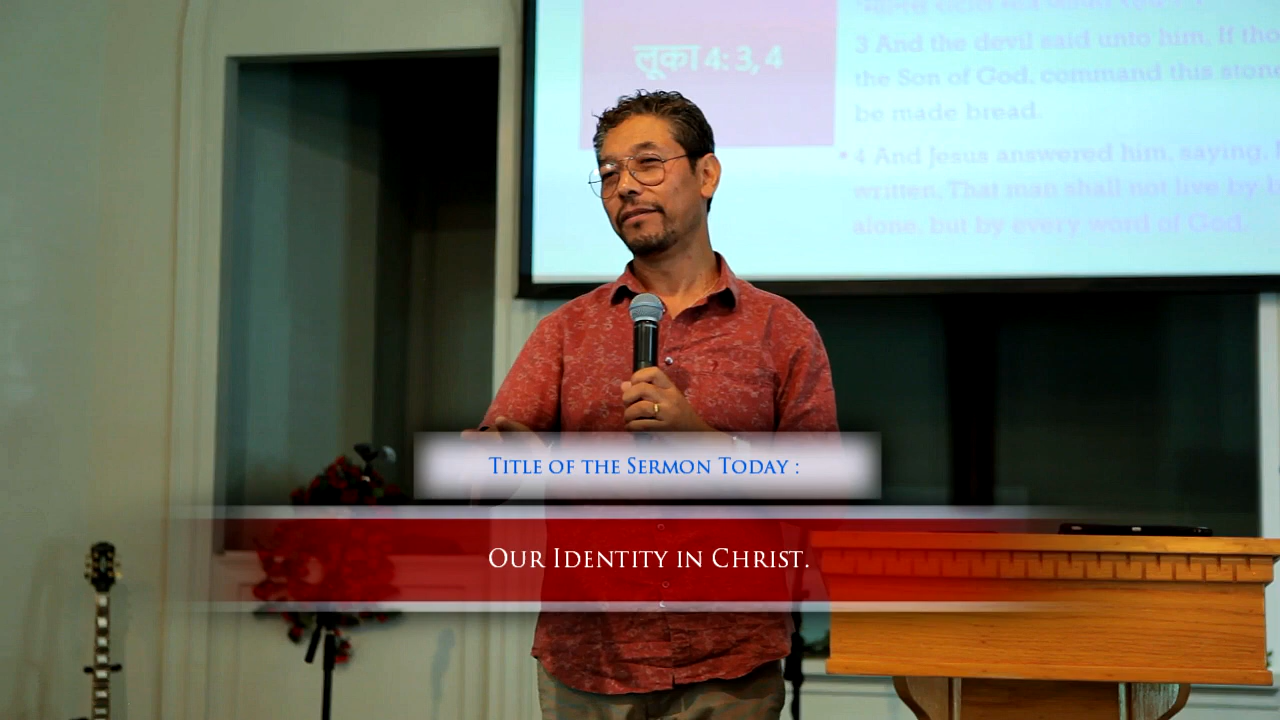 लूका 4: 3, 4
3 And the devil said unto him, If tho
the Son of God, command this stone
be made bread.
• 4 And Jesus answered him, saying,
written, That man shall not live by b
alone, but by every word of God.
Title of the Sermon Today :
Our Identity in Christ.